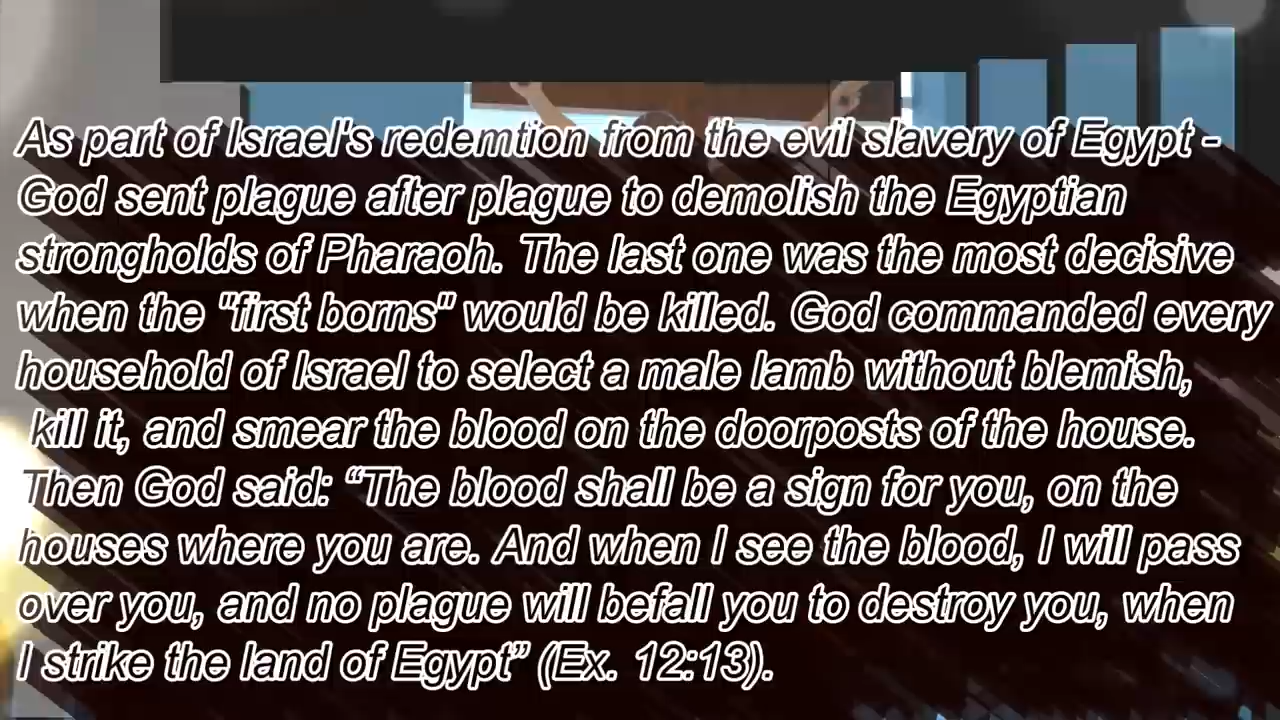 As part of Israel's redemtion from the evil slavery of Egypt -
God sent plague after plague to demolish the Egyptian
strongholds of Pharaoh. The last one was the most decisive
when the "first borns" would be killed. God commanded every
household of Israel to select a male lamb without blemish,
kill it, and smear the blood on the doorposts of the house.
Then God said: “The blood shall be a sign for you, on the
houses where you are. And when I see the blood, I will pass
over you, and no plague will befall you to destroy you, when
I strike the land of Egypt” (Ex. 12:13).